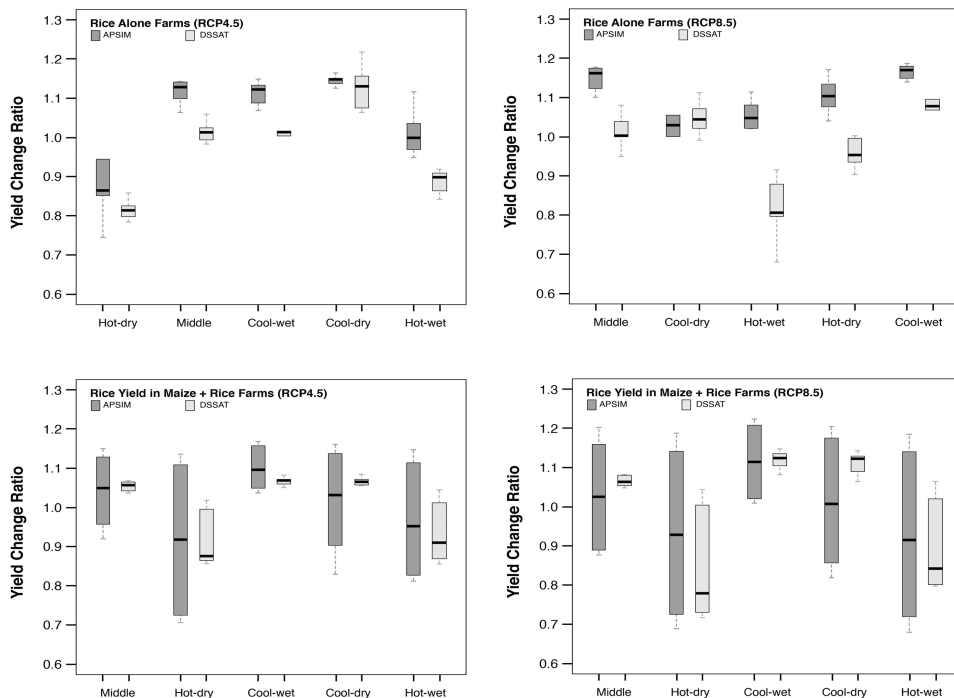 Rice Alone Farms (RCP4.5)
APSIM DSSAT
Yield Change Ratio
1.3
1.2
1.1
1.0
0.9
0.8
0.7
0.6
Hot-dry Middle Cool-wet Cool-dry Hot-wet
Rice Alone Farms (RCP8.5)
APSIM DSSAT
Yield Change Ratio
1.3
1.2
1.1
1.0
0.9
0.8
0.7
0.6
Middle Cool-dry Hot-wet Hot-dry Cool-wet
Rice Yield in Maize + Rice Farms (RCP4.5)
APSIM DSSAT
Yield Change Ratio
1.3
1.2
1.1
1.0
0.9
0.8
0.7
0.6
Middle Hot-dry Cool-wet Cool-dry Hot-wet
Rice Yield in Maize + Rice Farms (RCP8.5)
APSIM DSSAT
Yield Change Ratio
1.3
1.2
1.1
1.0
0.9
0.8
0.7
0.6
Middle Hot-dry Cool-wet Cool-dry Hot-wet